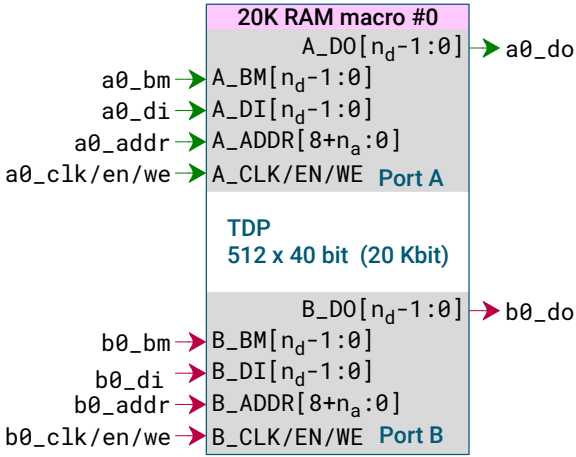 20K RAM macro #0
A_DO[nd-1:0] a0_do
a0_bm A_BM[nd-1:0]
a0_di A_DI[nd-1:0]
a0_addr A_ADDR[8+na:0]
a0_clk/en/we A_CLK/EN/WE Port A
TDP
512 x 40 bit (20 Kbit)
B_DO[nd-1:0] b0_do
b0_bm B_BM[nd-1:0]
b0_di B_DI[nd-1:0]
b0_addr B_ADDR[8+na:0]
b0_clk/en/we B_CLK/EN/WE Port B